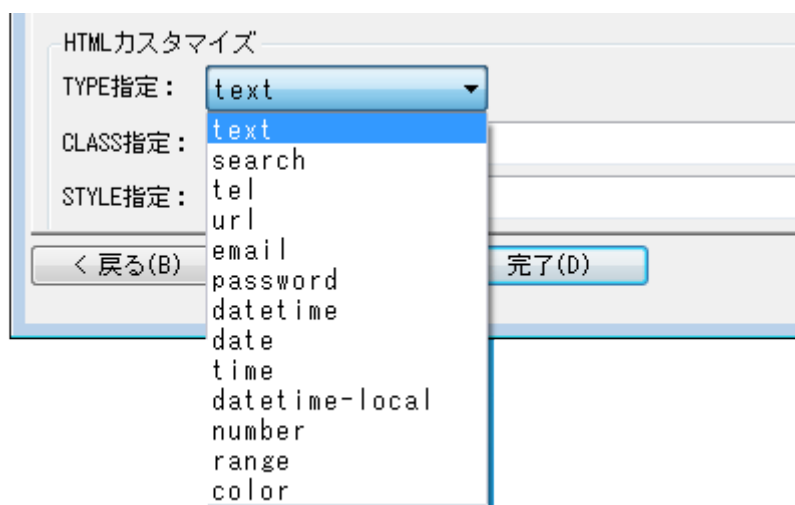 HTMLカスタマイズ
TYPE指定： text
text
CLASS指定：
search
STYLE指定：
tel
url
email
< 戻る(B)
完了(D)
password
datetime
date
time
datetime-local
number
range
color